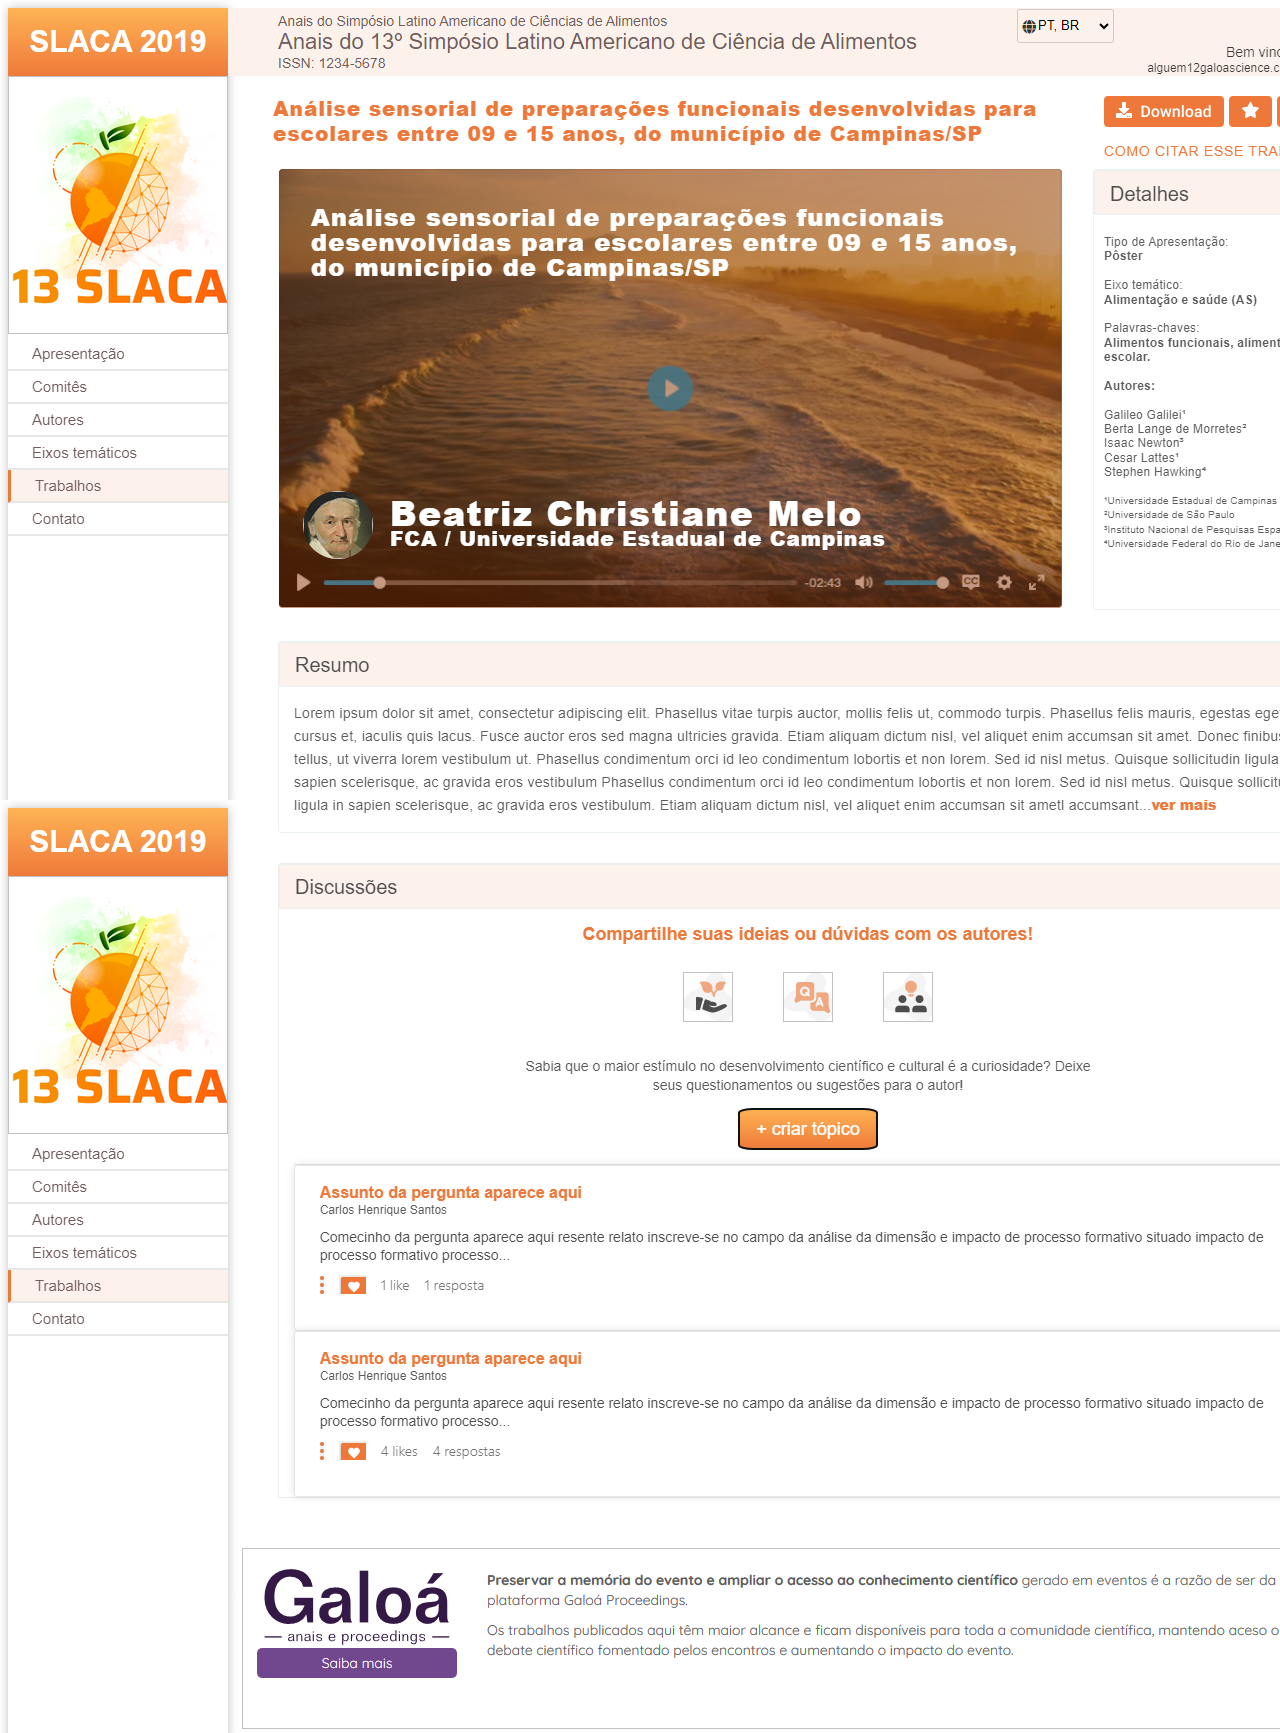 SLACA 2019
13 SLACA
Apresentação
Comitês
Autores
Eixos temáticos
Trabalhos
Contato
Anais do Simpósio Latino Americano de Ciências de Alimentos
Anais do 13º Simpósio Latino Americano de Ciência de Alimentos
ISSN: 1234-5678
PT, BR
Bem vinc
alguem12galoascience.c
Análise sensorial de preparações funcionais desenvolvidas para
escolares entre 09 e 15 anos, do município de Campinas/SP
Download
COMO CITAR ESSE TRA
Análise sensorial de preparações funcionais
desenvolvidas para escolares entre 09 e 15 anos,
do município de Campinas/SP
Beatriz Christiane Melo
FCA / Universidade Estadual de Campinas
-02:43
CC
Detalhes
Tipo de Apresentação:
Pôster
Eixo temático:
Alimentação e saúde (AS)
Palavras-chaves:
Alimentos funcionais, aliment
escolar.
Autores:
Galileo Galilei¹
Berta Lange de Morretes²
Isaac Newton³
Cesar Lattes¹
Stephen Hawking⁴
¹Universidade Estadual de Campinas
²Universidade de São Paulo
³Instituto Nacional de Pesquisas Espa
⁴Universidade Federal do Rio de Jane
Resumo
Lorem ipsum dolor sit amet, consectetur adipiscing elit. Phasellus vitae turpis auctor, mollis felis ut, commodo turpis. Phasellus felis mauris, egestas ege
cursus et, iaculis quis lacus. Fusce auctor eros sed magna ultricies gravida. Etiam aliquam dictum nisl, vel aliquet enim accumsan sit amet. Donec finibus
tellus, ut viverra lorem vestibulum ut. Phasellus condimentum orci id leo condimentum lobortis et non lorem. Sed id nisl metus. Quisque sollicitudin ligula
sapien scelerisque, ac gravida eros vestibulum Phasellus condimentum orci id leo condimentum lobortis et non lorem. Sed id nisl metus. Quisque sollicitu
ligula in sapien scelerisque, ac gravida eros vestibulum. Etiam aliquam dictum nisl, vel aliquet enim accumsan sit ametl accumsant...ver mais
SLACA 2019
13 SLACA
Apresentação
Comitês
Autores
Eixos temáticos
Trabalhos
Contato
Discussões
Compartilhe suas ideias ou dúvidas com os autores!
Q A
Sabia que o maior estímulo no desenvolvimento científico e cultural é a curiosidade? Deixe
seus questionamentos ou sugestões para o autor!
+ criar tópico
Assunto da pergunta aparece aqui
Carlos Henrique Santos
Comecinho da pergunta aparece aqui resente relato inscreve-se no campo da análise da dimensão e impacto de processo formativo situado impacto de
processo formativo processo...
1 like 1 resposta
Assunto da pergunta aparece aqui
Carlos Henrique Santos
Comecinho da pergunta aparece aqui resente relato inscreve-se no campo da análise da dimensão e impacto de processo formativo situado impacto de
processo formativo processo...
4 likes 4 respostas
Galoá
anais e proceedings
Saiba mais
Preservar a memória do evento e ampliar o acesso ao conhecimento científico gerado em eventos é a razão de ser da
plataforma Galoá Proceedings.
Os trabalhos publicados aqui têm maior alcance e ficam disponíveis para toda a comunidade científica, mantendo aceso o
debate científico fomentado pelos encontros e aumentando o impacto do evento.